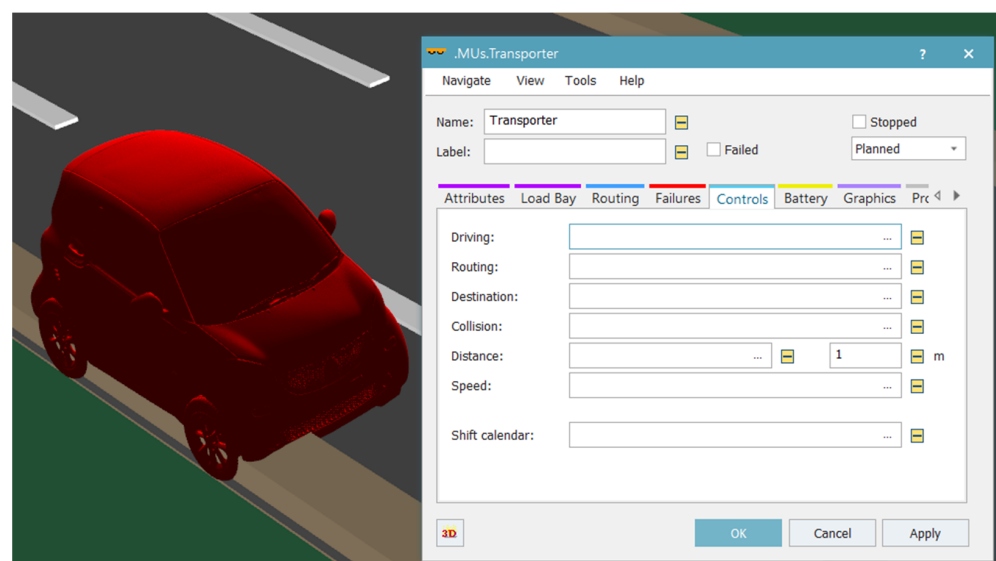 .MUs.Transporter ? ×
Navigate View Tools Help
Name: Transporter Stopped
Label: Failed Planned
Attributes Load Bay Routing Failures Controls Battery Graphics
Driving: ...
Routing: ...
Destination: ...
Collision: ...
Distance: ... 1 m
Speed: ...
Shift calendar: ...
3D OK Cancel Apply